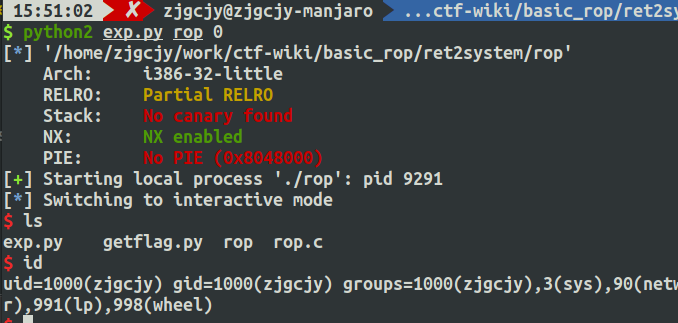 15:51:02 ✘ zjgcjy@zjgcjy-manjaro ...ctf-wiki/basic_rop/ret2sy
$ python2 exp.py rop 0
[*] '/home/zjgcjy/work/ctf-wiki/basic_rop/ret2system/rop'
    Arch:     i386-32-little
    RELRO:    Partial RELRO
    Stack:    No canary found
    NX:       NX enabled
    PIE:      No PIE (0x8048000)
[+] Starting local process './rop': pid 9291
[*] Switching to interactive mode
$ ls
exp.py    getflag.py  rop  rop.c
$ id
uid=1000(zjgcjy) gid=1000(zjgcjy) groups=1000(zjgcjy),3(sys),90(netw
r),991(lp),998(wheel)
$